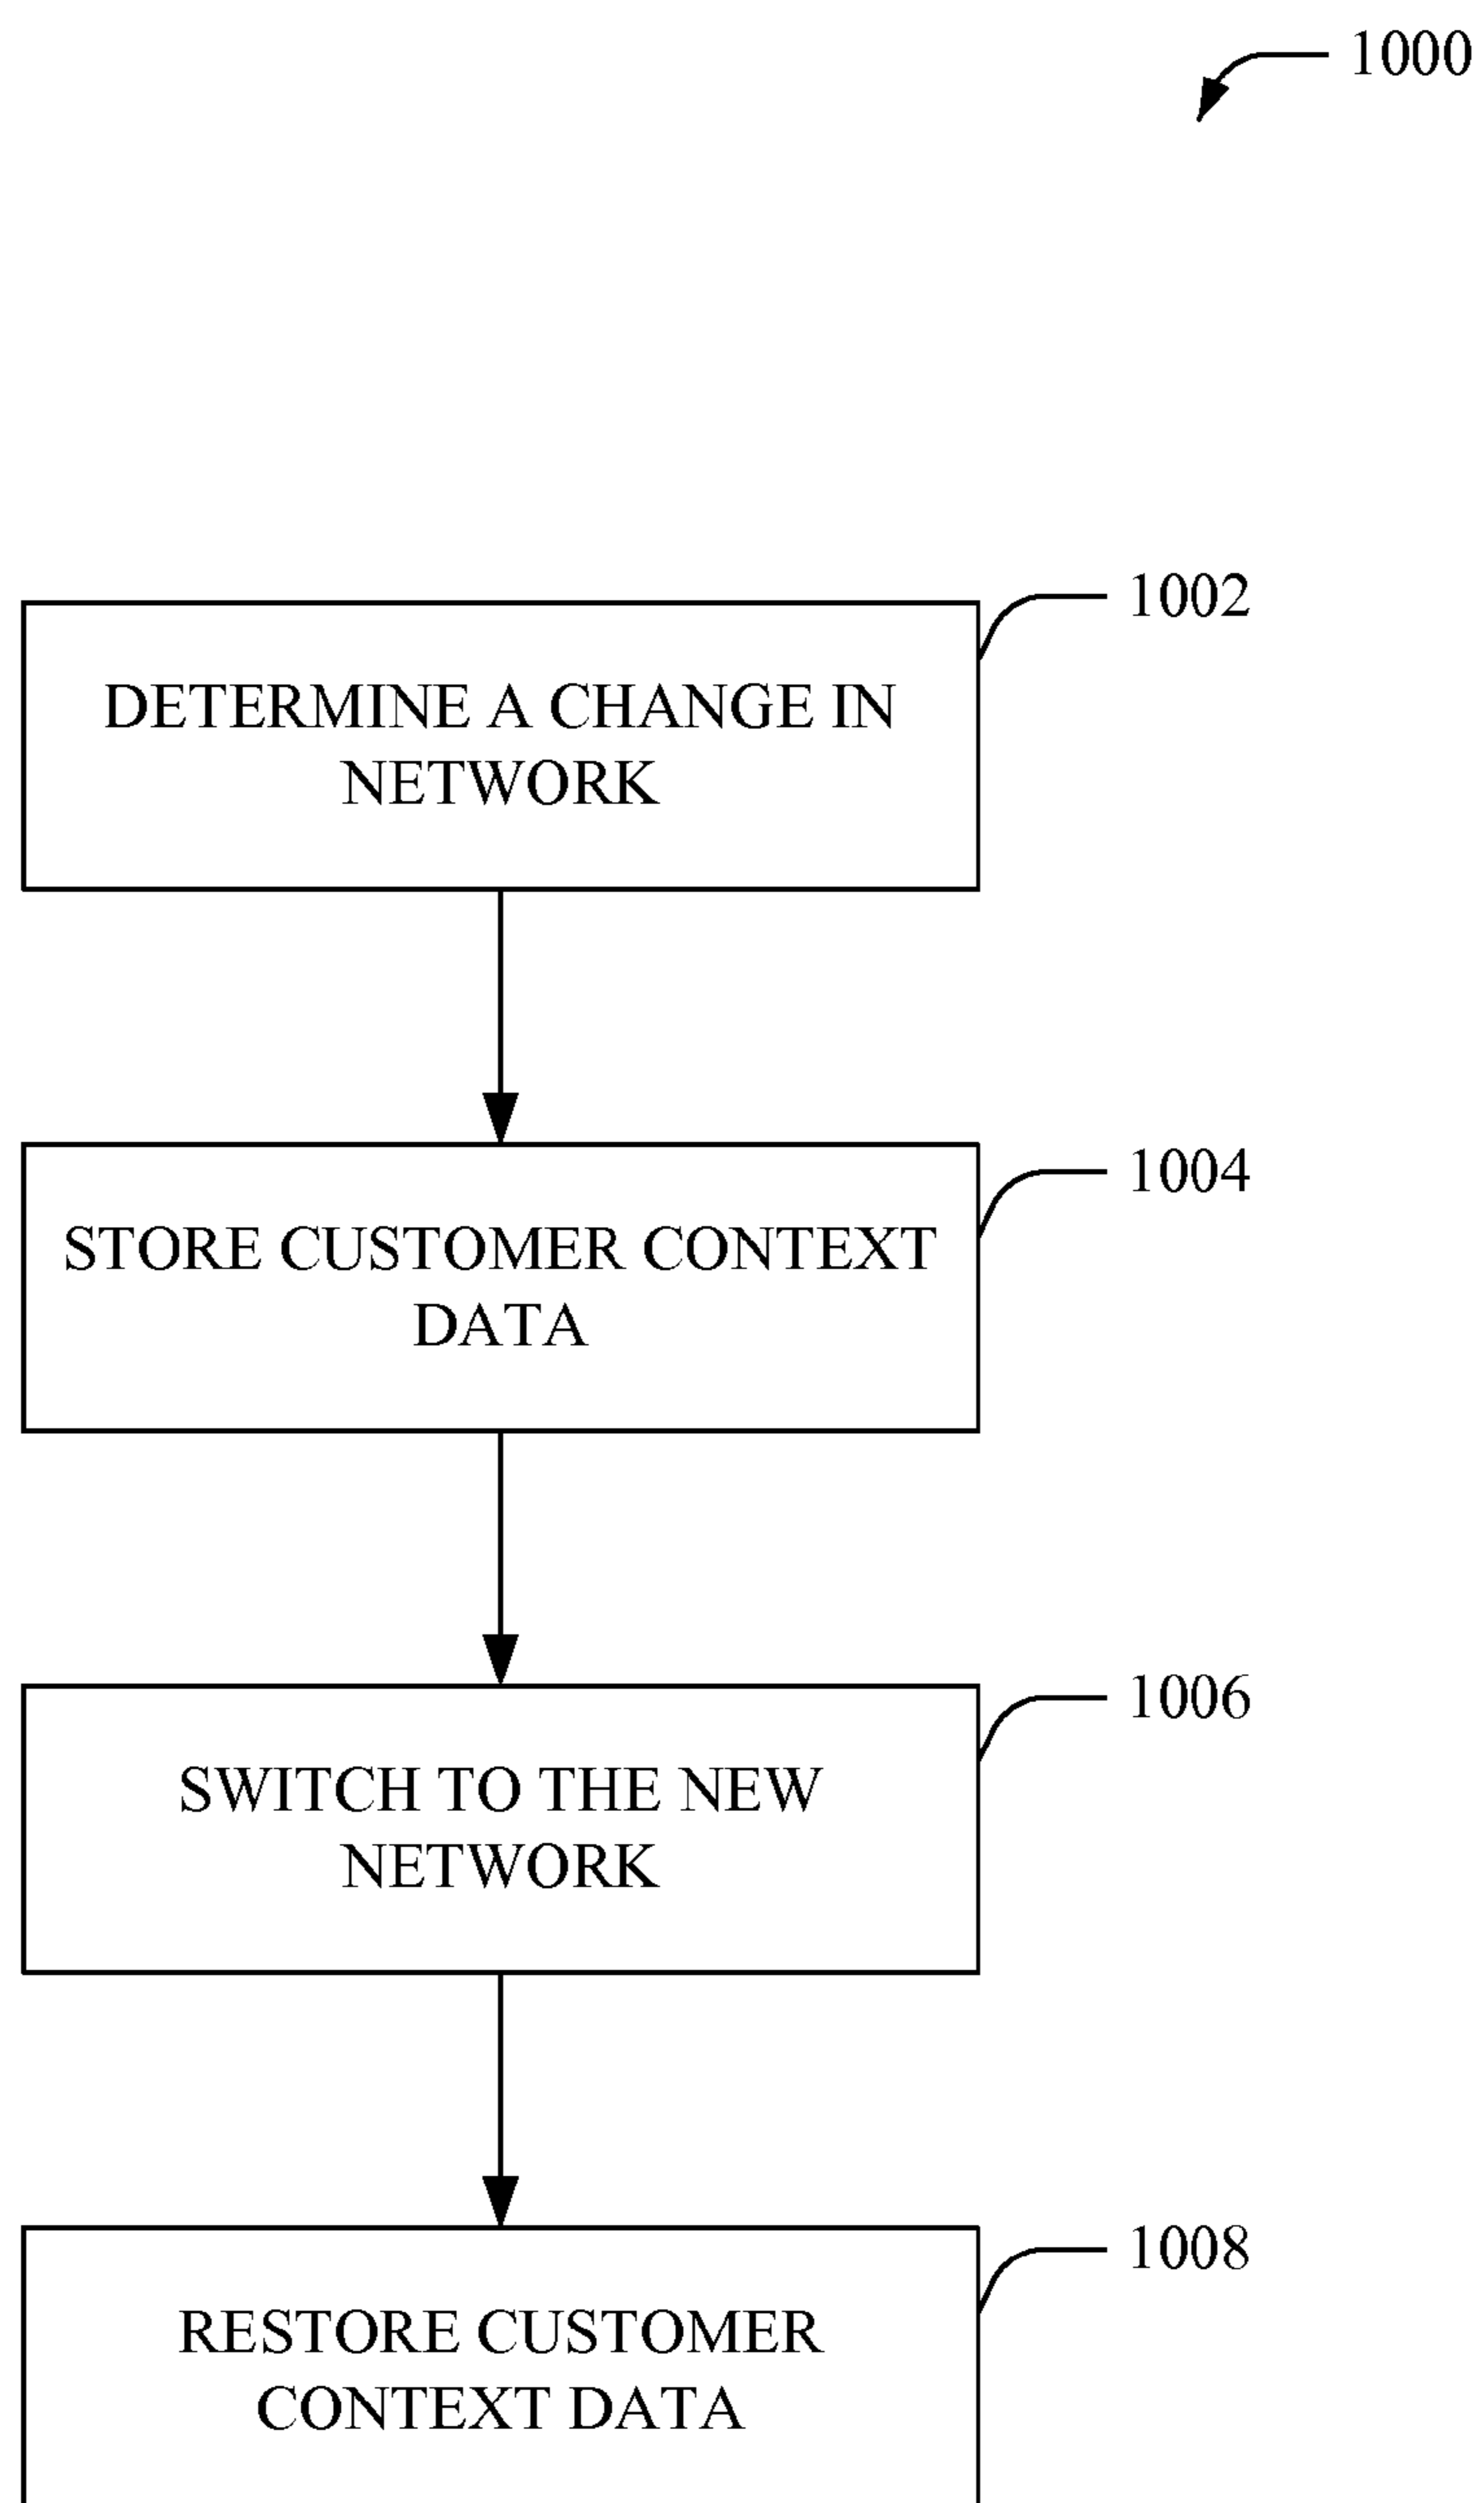 1000
1002
DETERMINE A CHANGE IN
NETWORK
1004
STORE CUSTOMER CONTEXT
DATA
1006
SWITCH TO THE NEW
NETWORK
1008
RESTORE CUSTOMER
CONTEXT DATA